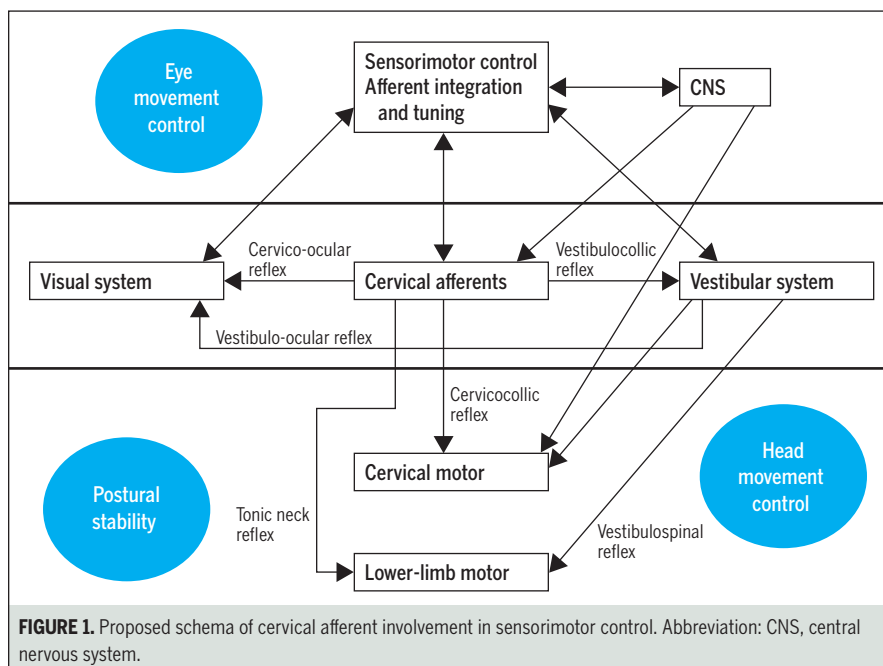 Eye
movement
control
Sensorimotor control
Afferent integration
and tuning
CNS
Visual system
Cervico-ocular
reflex
Cervical afferents
Vestibulocollic
reflex
Vestibular system
Vestibulo-ocular reflex
Cervicocollic
reflex
Cervical motor
Head
movement
control
Postural
stability
Tonic neck
reflex
Vestibulospinal
reflex
Lower-limb motor
FIGURE 1. Proposed schema of cervical afferent involvement in sensorimotor control. Abbreviation: CNS, central
nervous system.